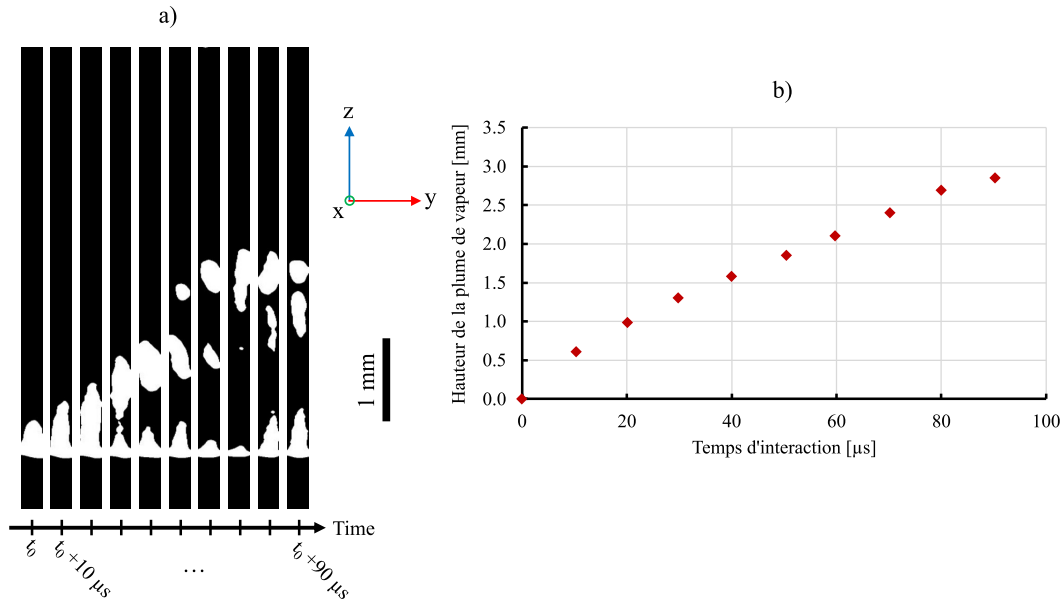 a)
z
x
y
1 mm
Time
t0
t0 +10 µs
...
t0 +90 µs
b)
Hauteur de la plume de vapeur [mm]
3.5
3.0
2.5
2.0
1.5
1.0
0.5
0.0
0 20 40 60 80 100
Temps d'interaction [µs]